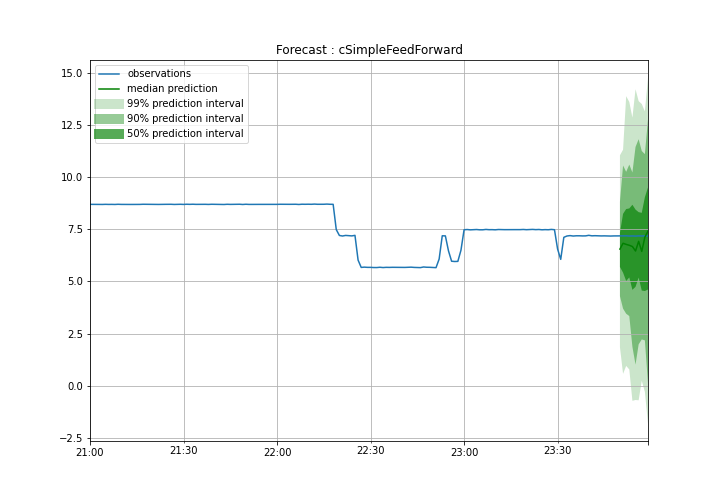 Forecast : cSimpleFeedForward
observations
median prediction
99% prediction interval
90% prediction interval
50% prediction interval
15.0
12.5
10.0
7.5
5.0
2.5
0.0
−2.5
21:00
21:30
22:00
22:30
23:00
23:30